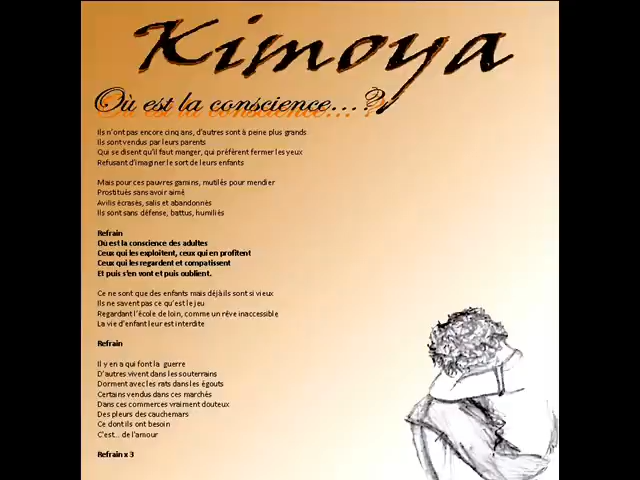 Kimoya
Où est la conscience...?
Ils n'ont pas encore cinq ans, d'autres sont à peine plus grands
Ils sont vendus par leurs parents
Qui se disent qu'il faut manger, qui préfèrent fermer les yeux
Refusant d'imaginer le sort de leurs enfants
Mais pour ces pauvres gamins, mutilés pour mendier
Prostitués sans avoir aimé
Avilis écrasés, salis et abandonnés
Ils sont sans défense, battus, humiliés
Refrain
Où est la conscience des adultes
Ceux qui les exploitent, ceux qui en profitent
Ceux qui les regardent et compatissent
Et puis s'en vont et puis oublient.
Ce ne sont que des enfants mais déjà ils sont si vieux
Ils ne savent pas ce qu'est le jeu
Regardant l'école de loin, comme un rêve inaccessible
La vie d'enfant leur est interdite
Refrain
Il y en a qui font la guerre
D'autres vivent dans les souterrains
Dorment avec les rats dans les égouts
Certains vendus dans ces marchés
Dans ces commerces vraiment douteux
Des pleurs des cauchemars
Ce dont ils ont besoin
C'est... de l'amour
Refrain x 3